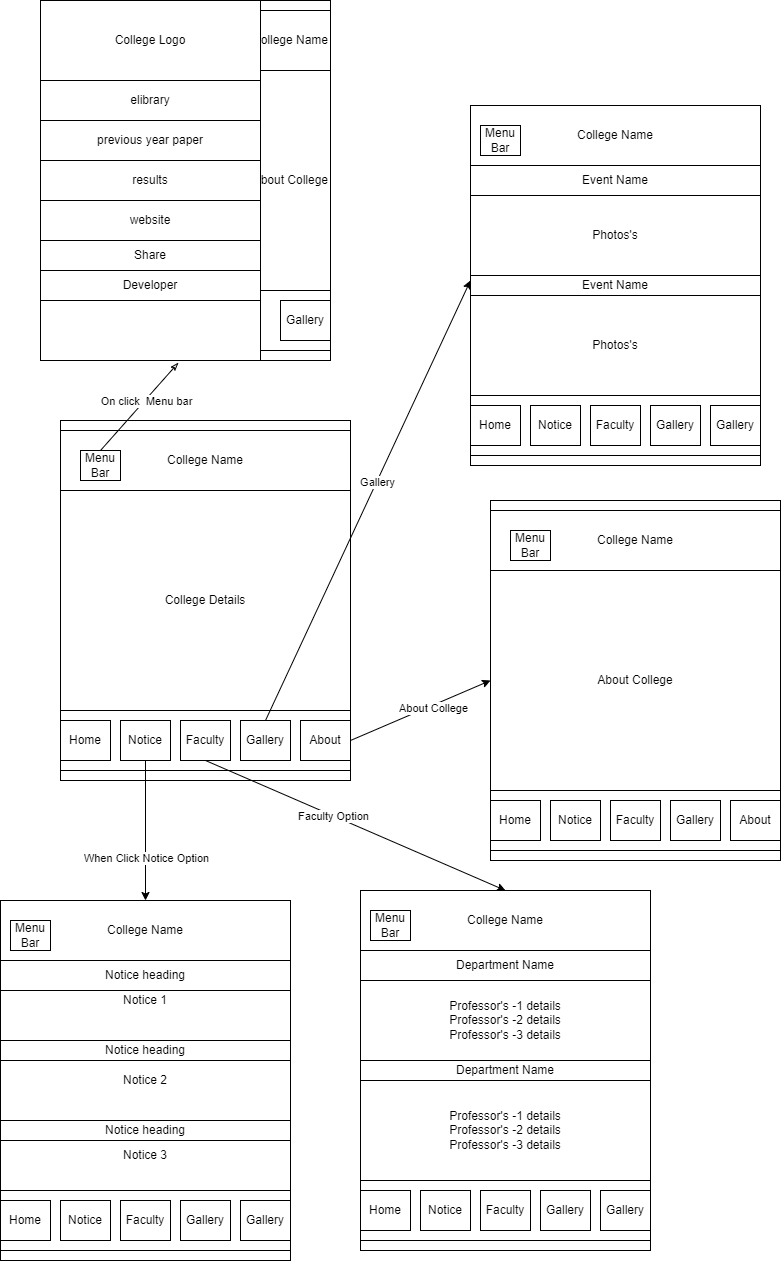 College Logo
ollege Name
elibrary
previous year paper
results
bout College
website
Share
Developer
Gallery
On click  Menu bar
Menu
Bar
College Name
College Details
Home
Notice
Faculty
Gallery
About
Gallery
About College
Faculty Option
When Click Notice Option
Menu
Bar
College Name
Event Name
Photos's
Event Name
Photos's
Home
Notice
Faculty
Gallery
Gallery
Menu
Bar
College Name
About College
Home
Notice
Faculty
Gallery
About
Menu
Bar
College Name
Notice heading
Notice 1
Notice heading
Notice 2
Notice heading
Notice 3
Home
Notice
Faculty
Gallery
Gallery
Menu
Bar
College Name
Department Name
Professor's -1 details
Professor's -2 details
Professor's -3 details
Department Name
Professor's -1 details
Professor's -2 details
Professor's -3 details
Home
Notice
Faculty
Gallery
Gallery